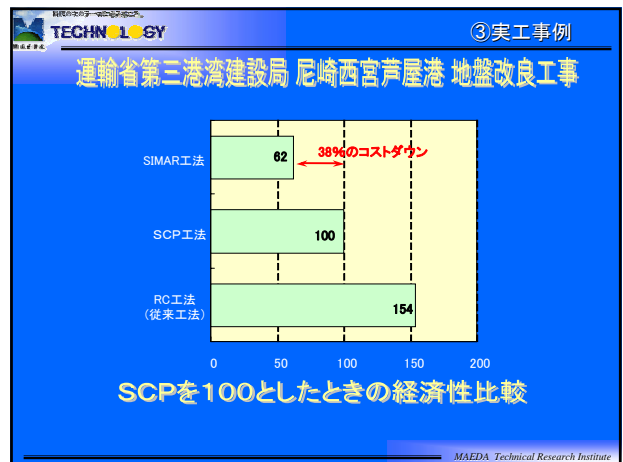 TECHNOLOGY
③実工事例
運輸省第三港湾建設局 尼崎西宮芦屋港 地盤改良工事
SIMAR工法
62
38%のコストダウン
SCP工法
100
RC工法
(従来工法)
154
0 50 100 150 200
SCPを100としたときの経済性比較
MAEDA Technical Research Institute